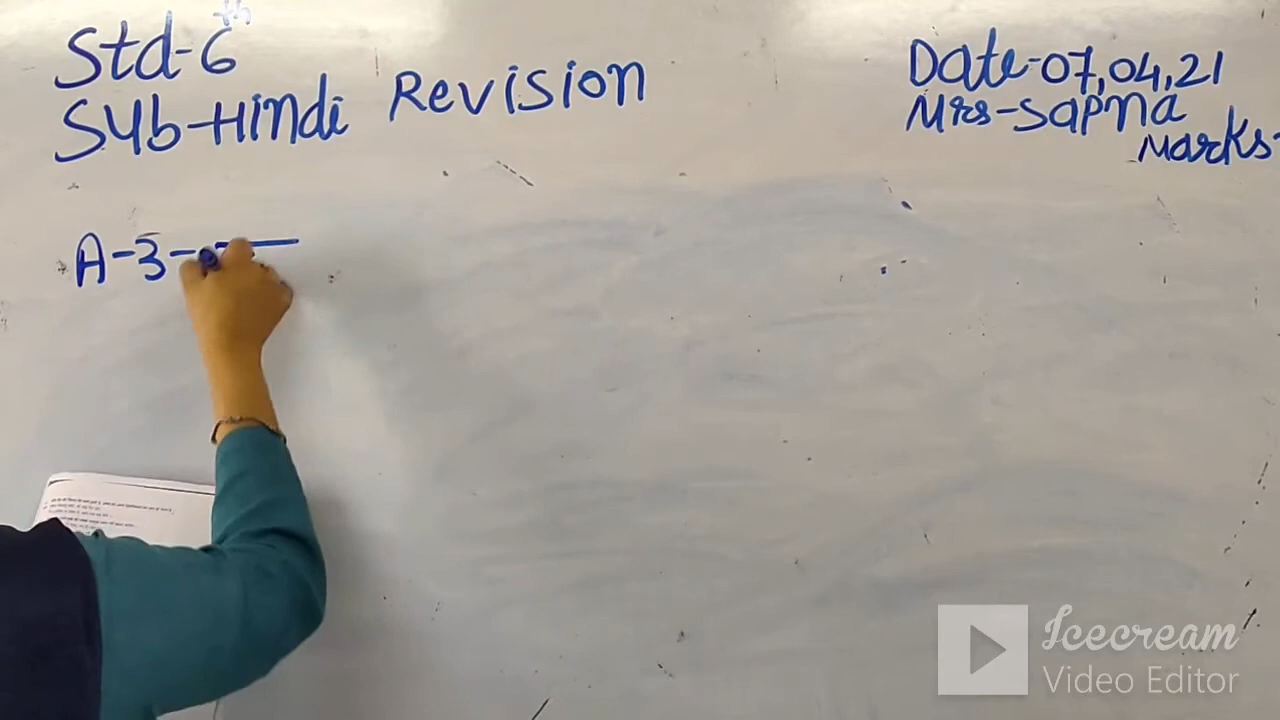 Std-6th
Sub-Hindi Revision
Date-07,04,21
Mrs-Sapna
Marks-
A-3-
Icecream
Video Editor